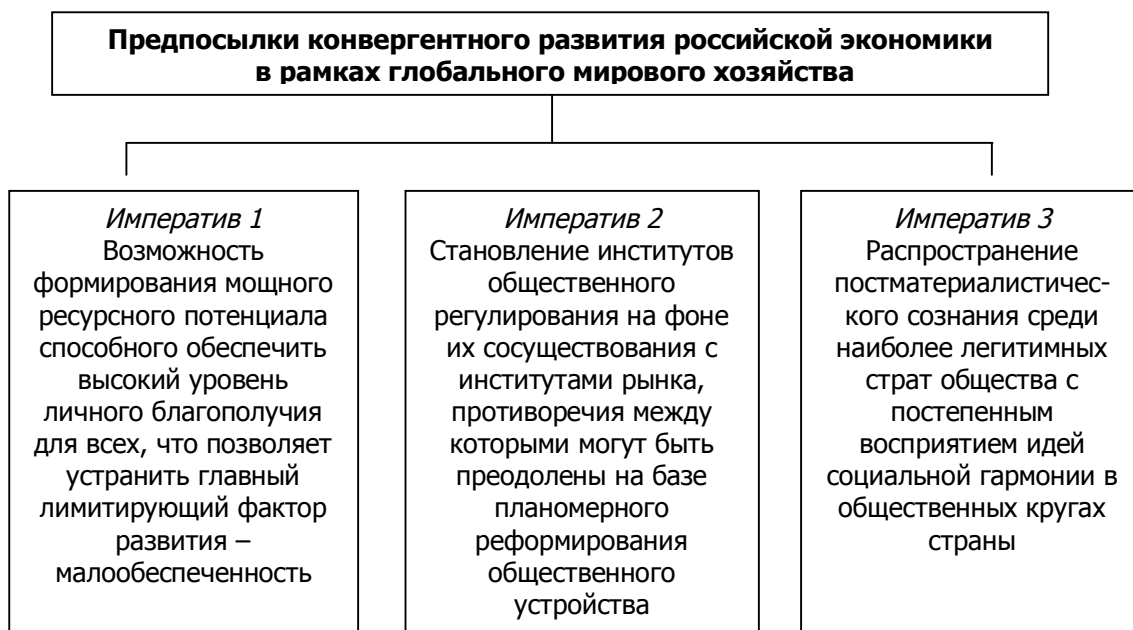 Предпосылки конвергентного развития российской экономики
в рамках глобального мирового хозяйства
Императив 1
Возможность
формирования мощного
ресурсного потенциала
способного обеспечить
высокий уровень
личного благополучия
для всех, что позволяет
устранить главный
лимитирующий фактор
развития –
малообеспеченность
Императив 2
Становление институтов
общественного
регулирования на фоне
их сосуществования с
институтами рынка,
противоречия между
которыми могут быть
преодолены на базе
планомерного
реформирования
общественного
устройства
Императив 3
Распространение
постматериалистичес-
кого сознания среди
наиболее легитимных
страт общества с
постепенным
восприятием идей
социальной гармонии в
общественных кругах
страны